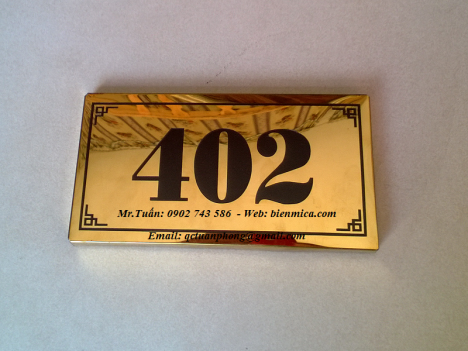 402
Mr.Tuấn: 0902 743 586 - Web: bienmica.com
Email: qctuanphong@gmail.com